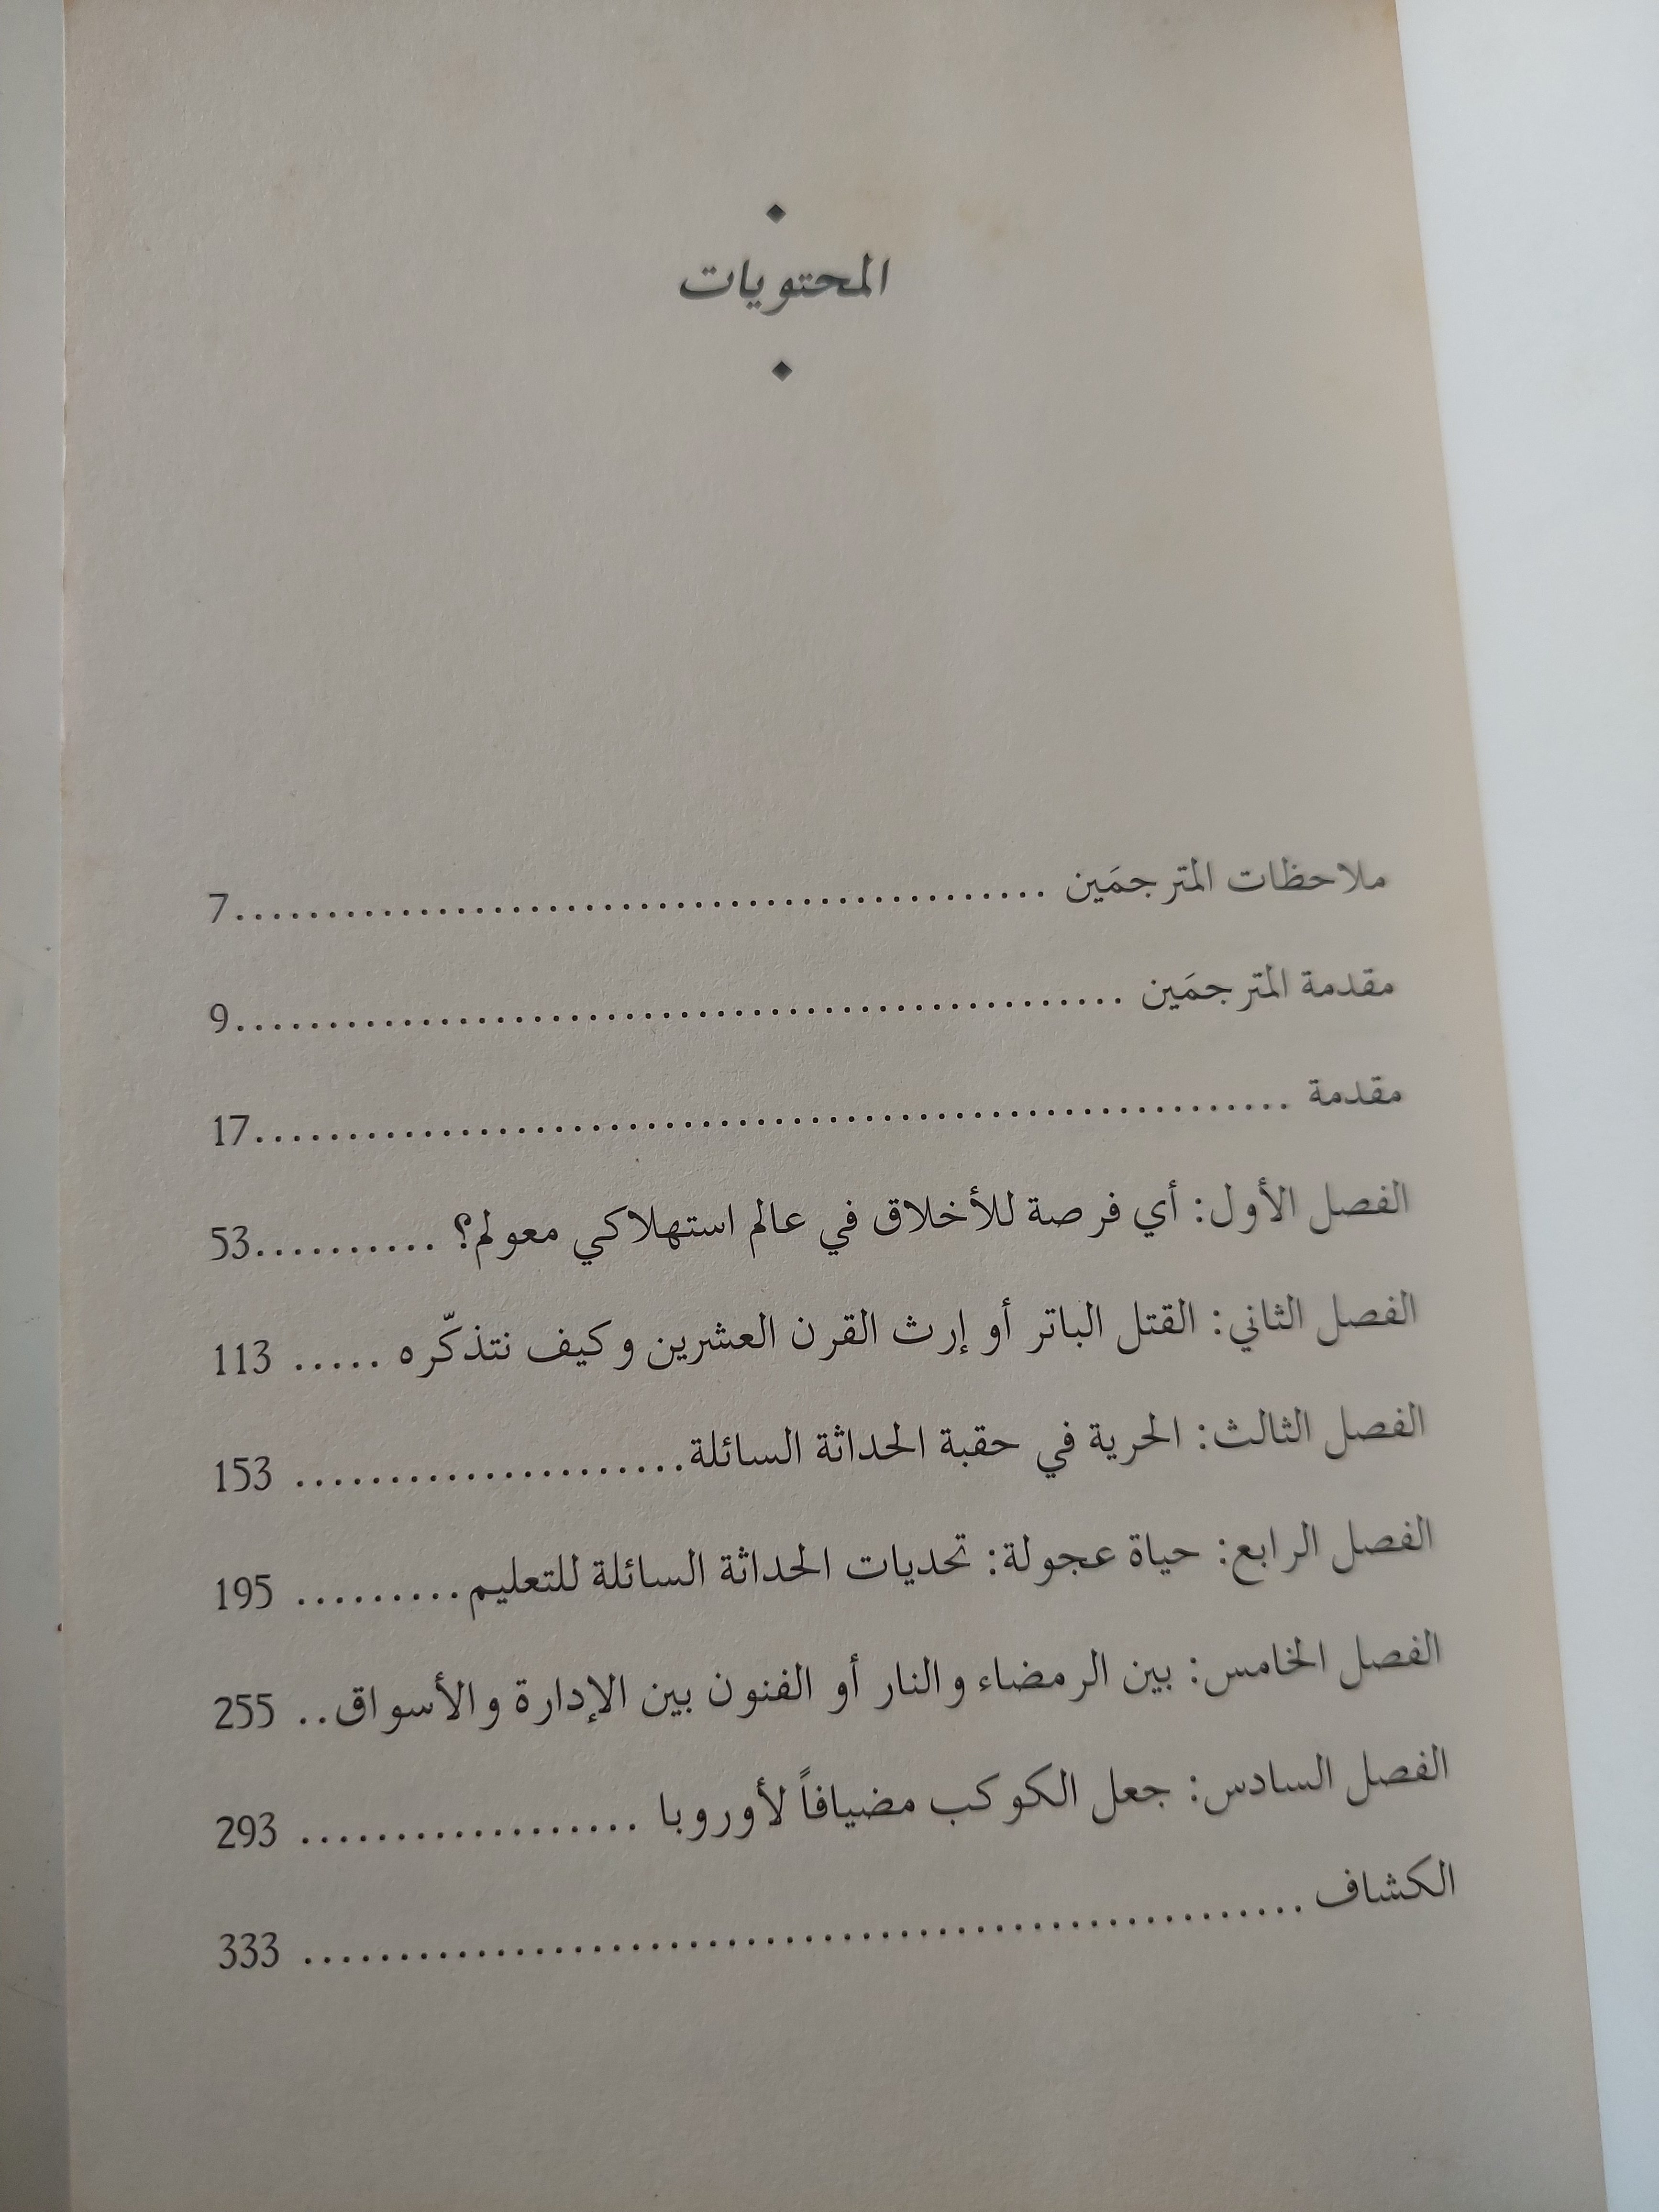 المحتويات
ملاحظات المترجمَين ........................................... 7
مقدمة المترجمَين ................................................ 9
مقدمة ........................................................ 17
الفصل الأول: أي فرصة للأخلاق في عالم استهلاكي معولم؟ .......... 53
الفصل الثاني: القتل الباتر أو إرث القرن العشرين وكيف نتذكّره ..... 113
الفصل الثالث: الحرية في حقبة الحداثة السائلة..................... 153
الفصل الرابع: حياة عجولة: تحديات الحداثة السائلة للتعليم......... 195
الفصل الخامس: بين الرمضاء والنار أو الفنون بين الإدارة والأسواق.. 255
الفصل السادس: جعل الكوكب مضيافاً لأوروبا .................. 293
الكشاف ..................................................... 333